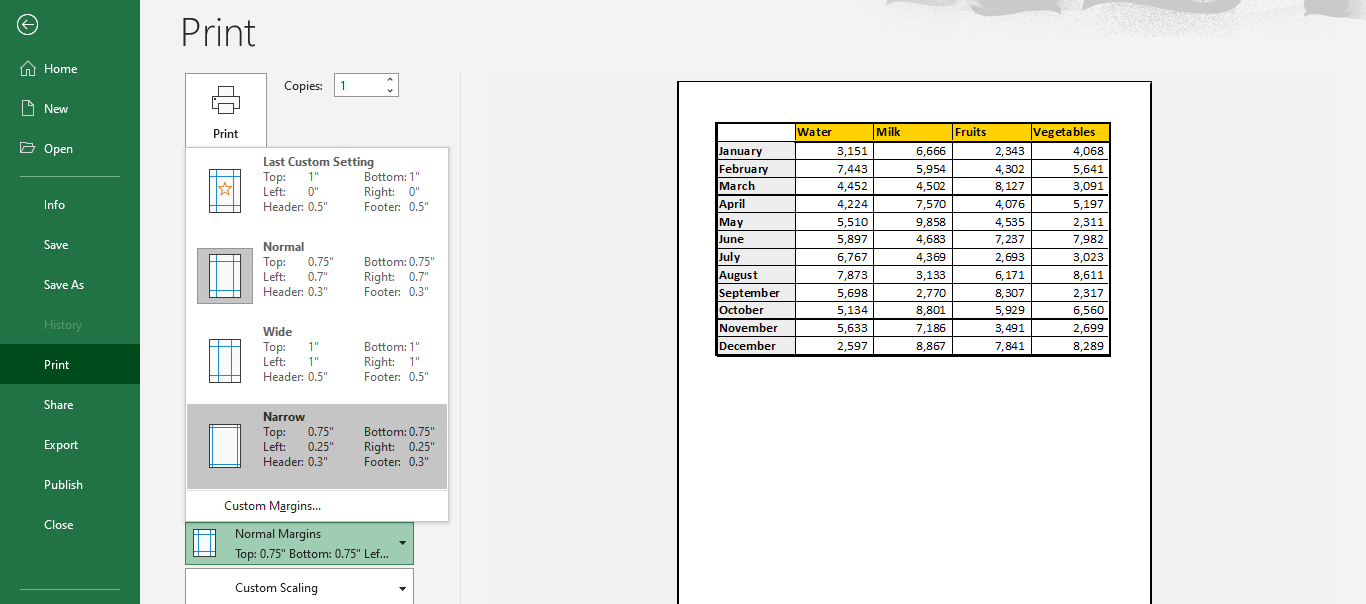 Print
Home
New
Open
Info
Save
Save As
History
Print
Share
Export
Publish
Close
Print
Copies: 1
Last Custom Setting
Top: 1" Bottom: 1"
Left: 0" Right: 0"
Header: 0.5" Footer: 0.5"
Normal
Top: 0.75" Bottom: 0.75"
Left: 0.7" Right: 0.7"
Header: 0.3" Footer: 0.3"
Wide
Top: 1" Bottom: 1"
Left: 1" Right: 1"
Header: 0.5" Footer: 0.5"
Narrow
Top: 0.75" Bottom: 0.75"
Left: 0.25" Right: 0.25"
Header: 0.3" Footer: 0.3"
Custom Margins...
Normal Margins
Top: 0.75" Bottom: 0.75" Lef...
Custom Scaling
Water Milk Fruits Vegetables
January 3,151 6,666 2,343 4,068
February 7,443 5,954 4,302 5,641
March 4,452 4,502 8,127 3,091
April 4,224 7,570 4,076 5,197
May 5,510 9,858 4,535 2,311
June 5,897 4,683 7,237 7,982
July 6,767 4,369 2,693 3,023
August 7,873 3,133 6,171 8,611
September 5,698 2,770 8,307 2,317
October 5,134 8,801 5,929 6,560
November 5,633 7,186 3,491 2,699
December 2,597 8,867 7,841 8,289